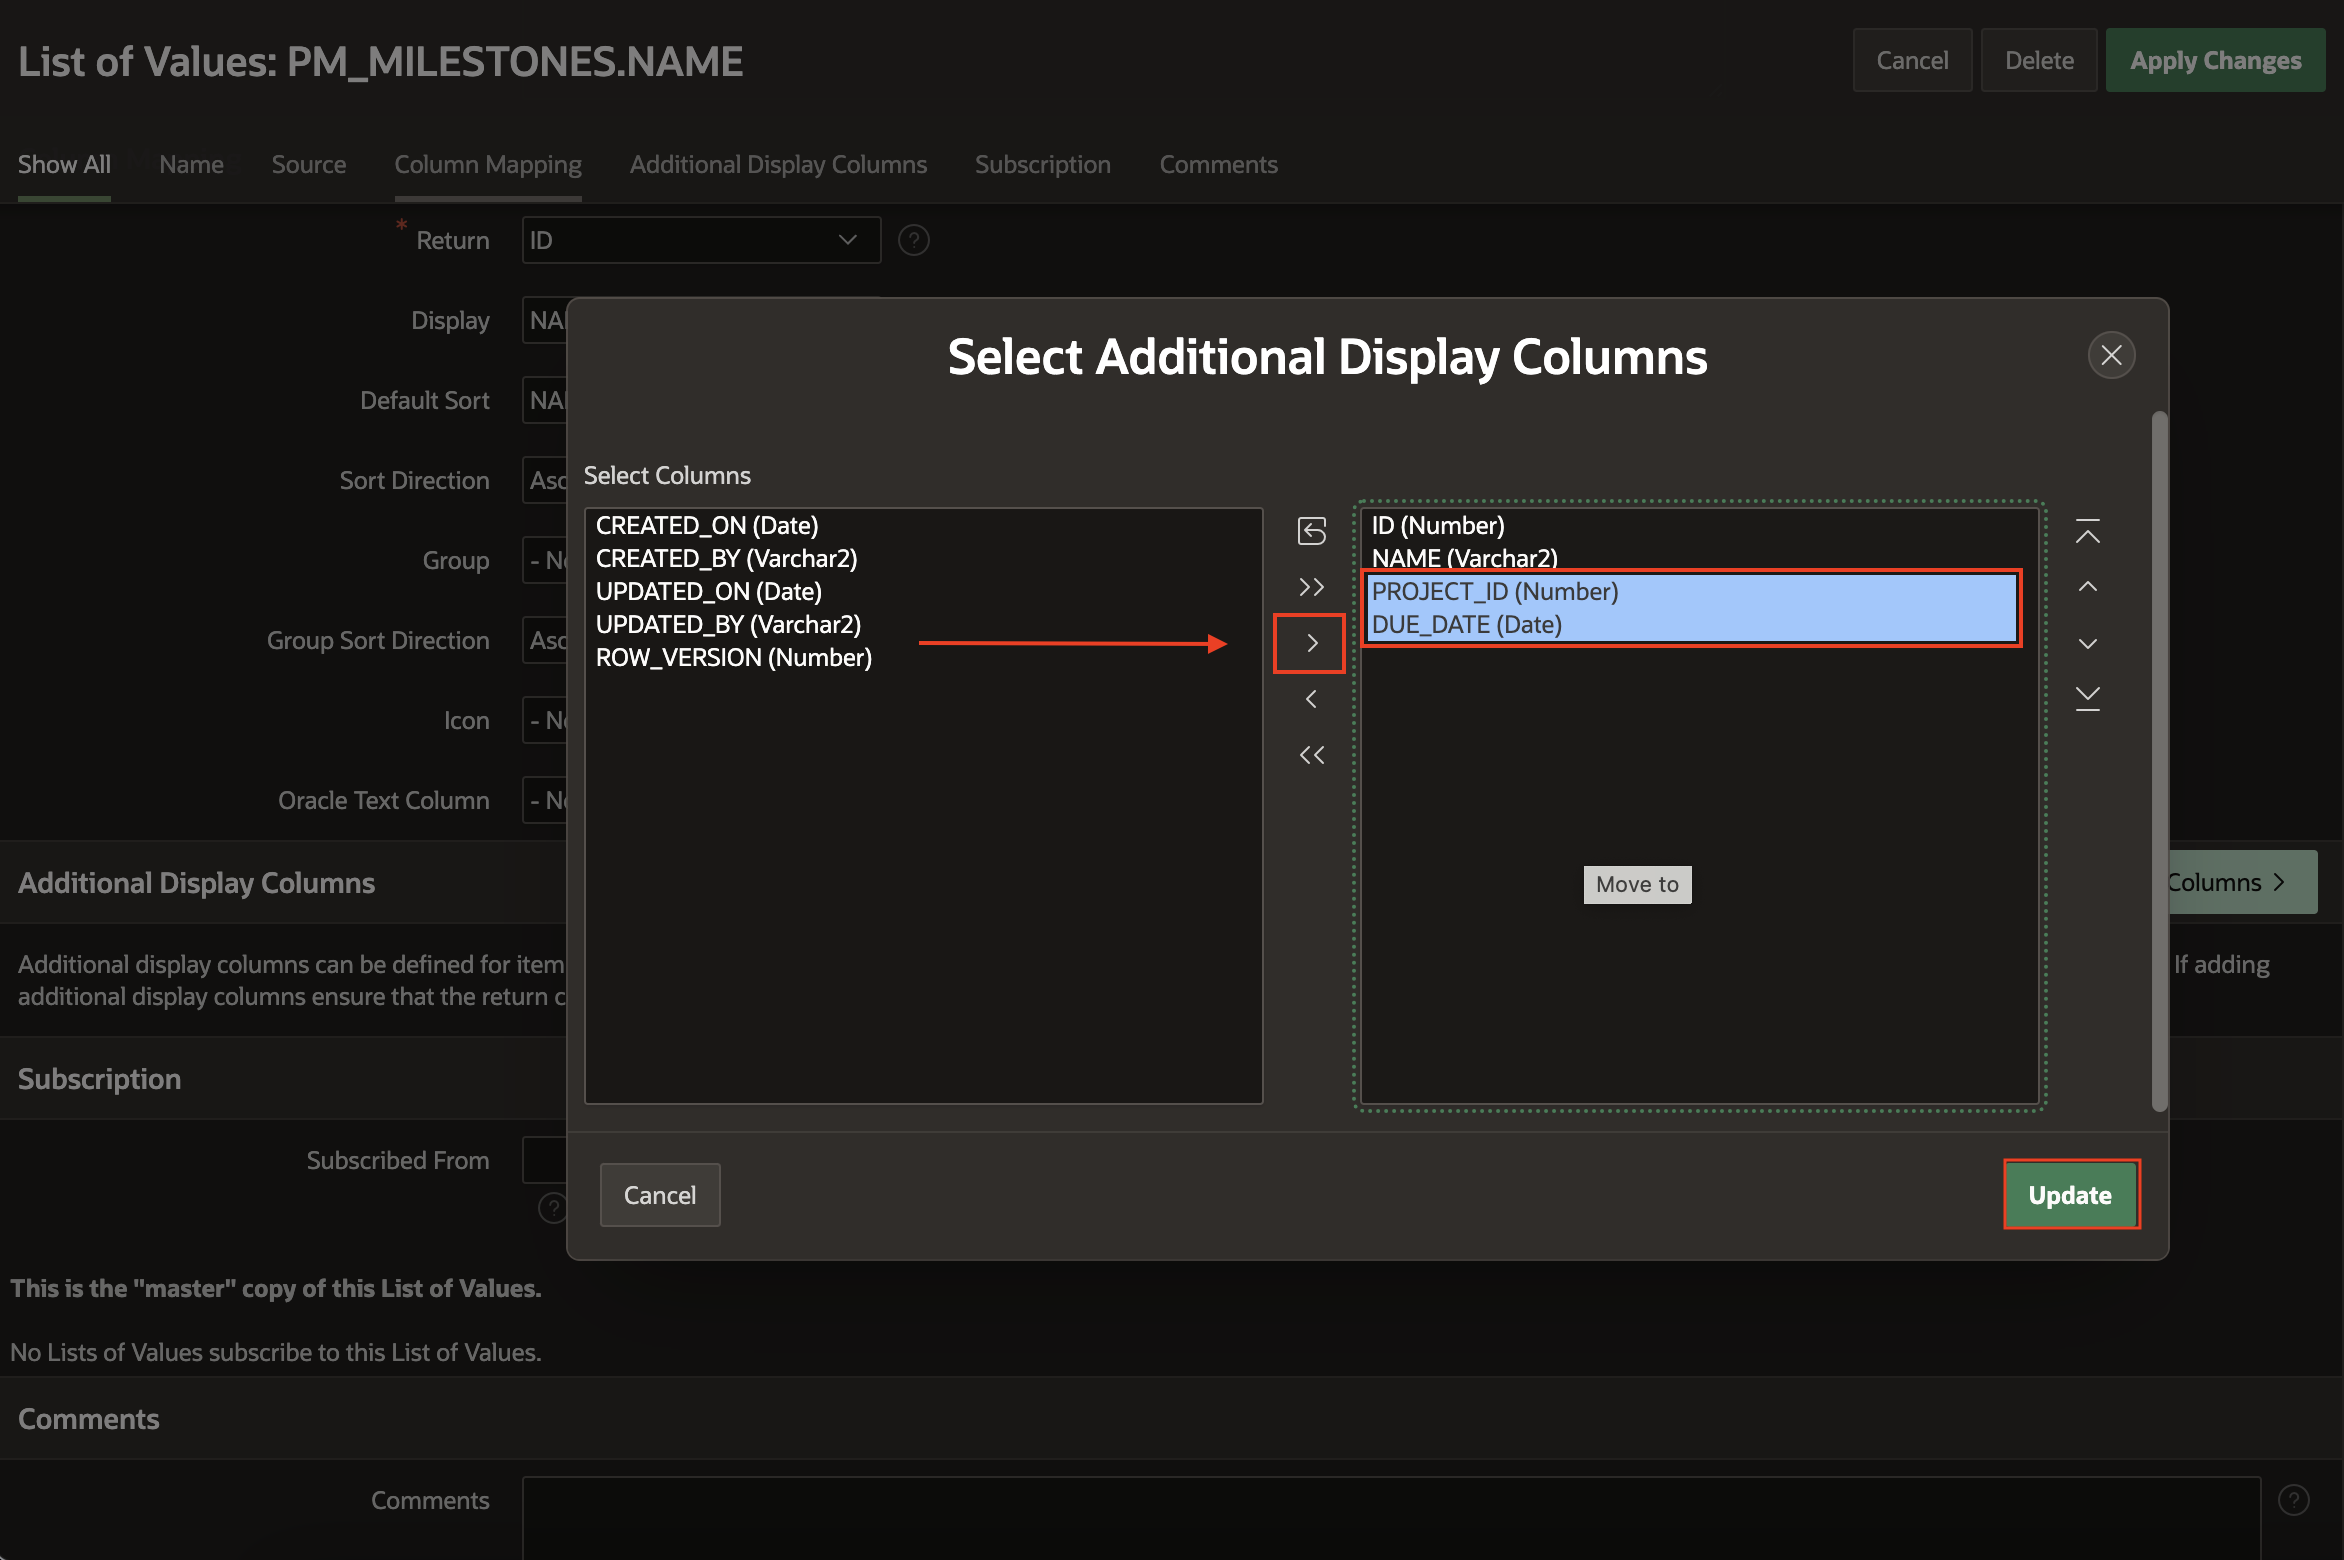 List of Values: PM_MILESTONES.NAME
Cancel
Delete
Apply Changes
Show All
Name
Source
Column Mapping
Additional Display Columns
Subscription
Comments
* Return
ID
?
Display
NA
Default Sort
NA
Sort Direction
Asc
Group
- N
Group Sort Direction
Asc
Icon
- N
Oracle Text Column
- N
Select Additional Display Columns
Select Columns
CREATED_ON (Date)
CREATED_BY (Varchar2)
UPDATED_ON (Date)
UPDATED_BY (Varchar2)
ROW_VERSION (Number)
ID (Number)
NAME (Varchar2)
PROJECT_ID (Number)
DUE_DATE (Date)
Move to
Cancel
Update
Additional Display Columns
Columns >
Additional display columns can be defined for item
If adding
additional display columns ensure that the return c
Subscription
Subscribed From
?
This is the "master" copy of this List of Values.
No Lists of Values subscribe to this List of Values.
Comments
Comments
?